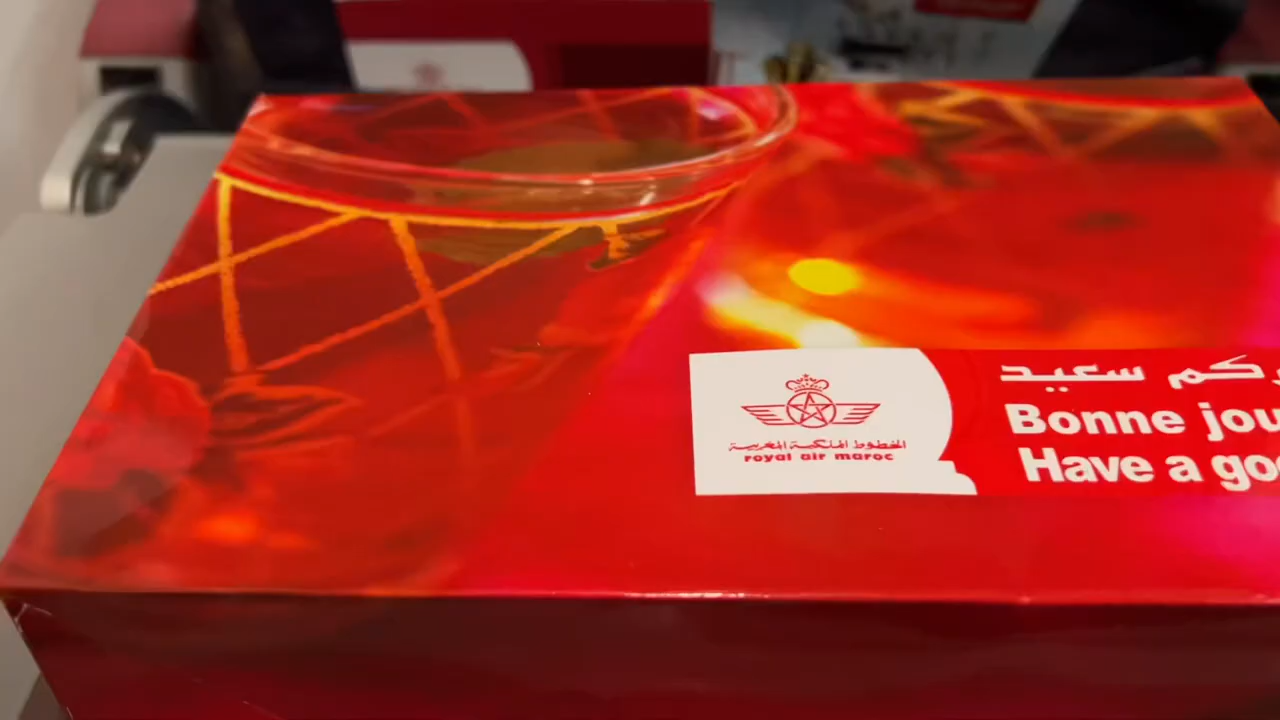 الخطوط الملكية المغربية
royal air maroc
سعيد
Bonne
Have a